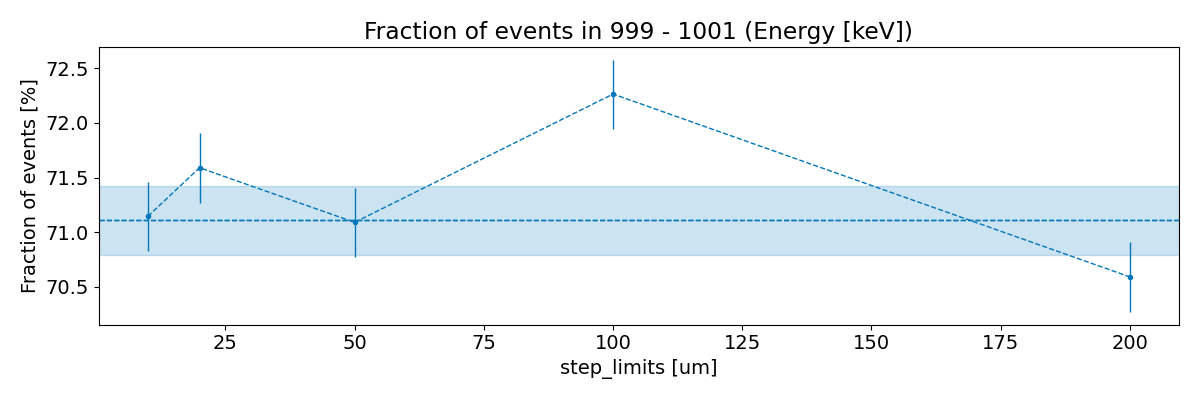 Fraction of events in 999 - 1001 (Energy [keV])
Fraction of events [%]
72.5
72.0
71.5
71.0
70.5
25 50 75 100 125 150 175 200
step_limits [um]